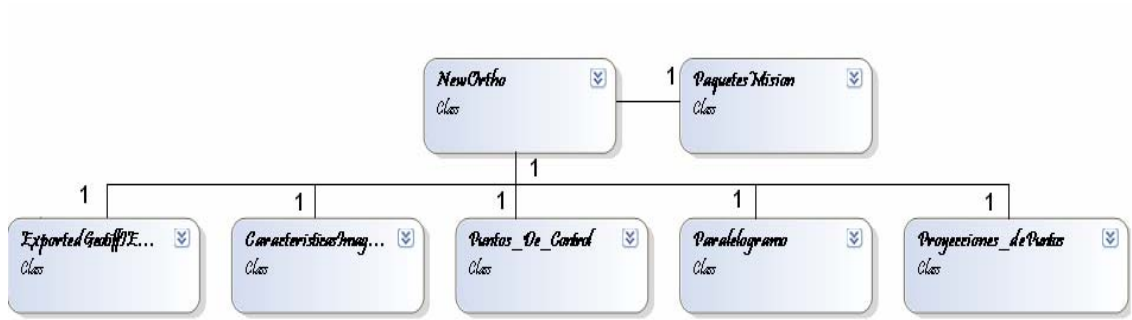 NewOrtho
Class
1
PaquetesMision
Class
1
1
1
1
1
1
ExportedGeotiffIE...
Class
CaracteristicasImag...
Class
Puntos_De_Control
Class
Paralelogramo
Class
Proyecciones_dePuntos
Class